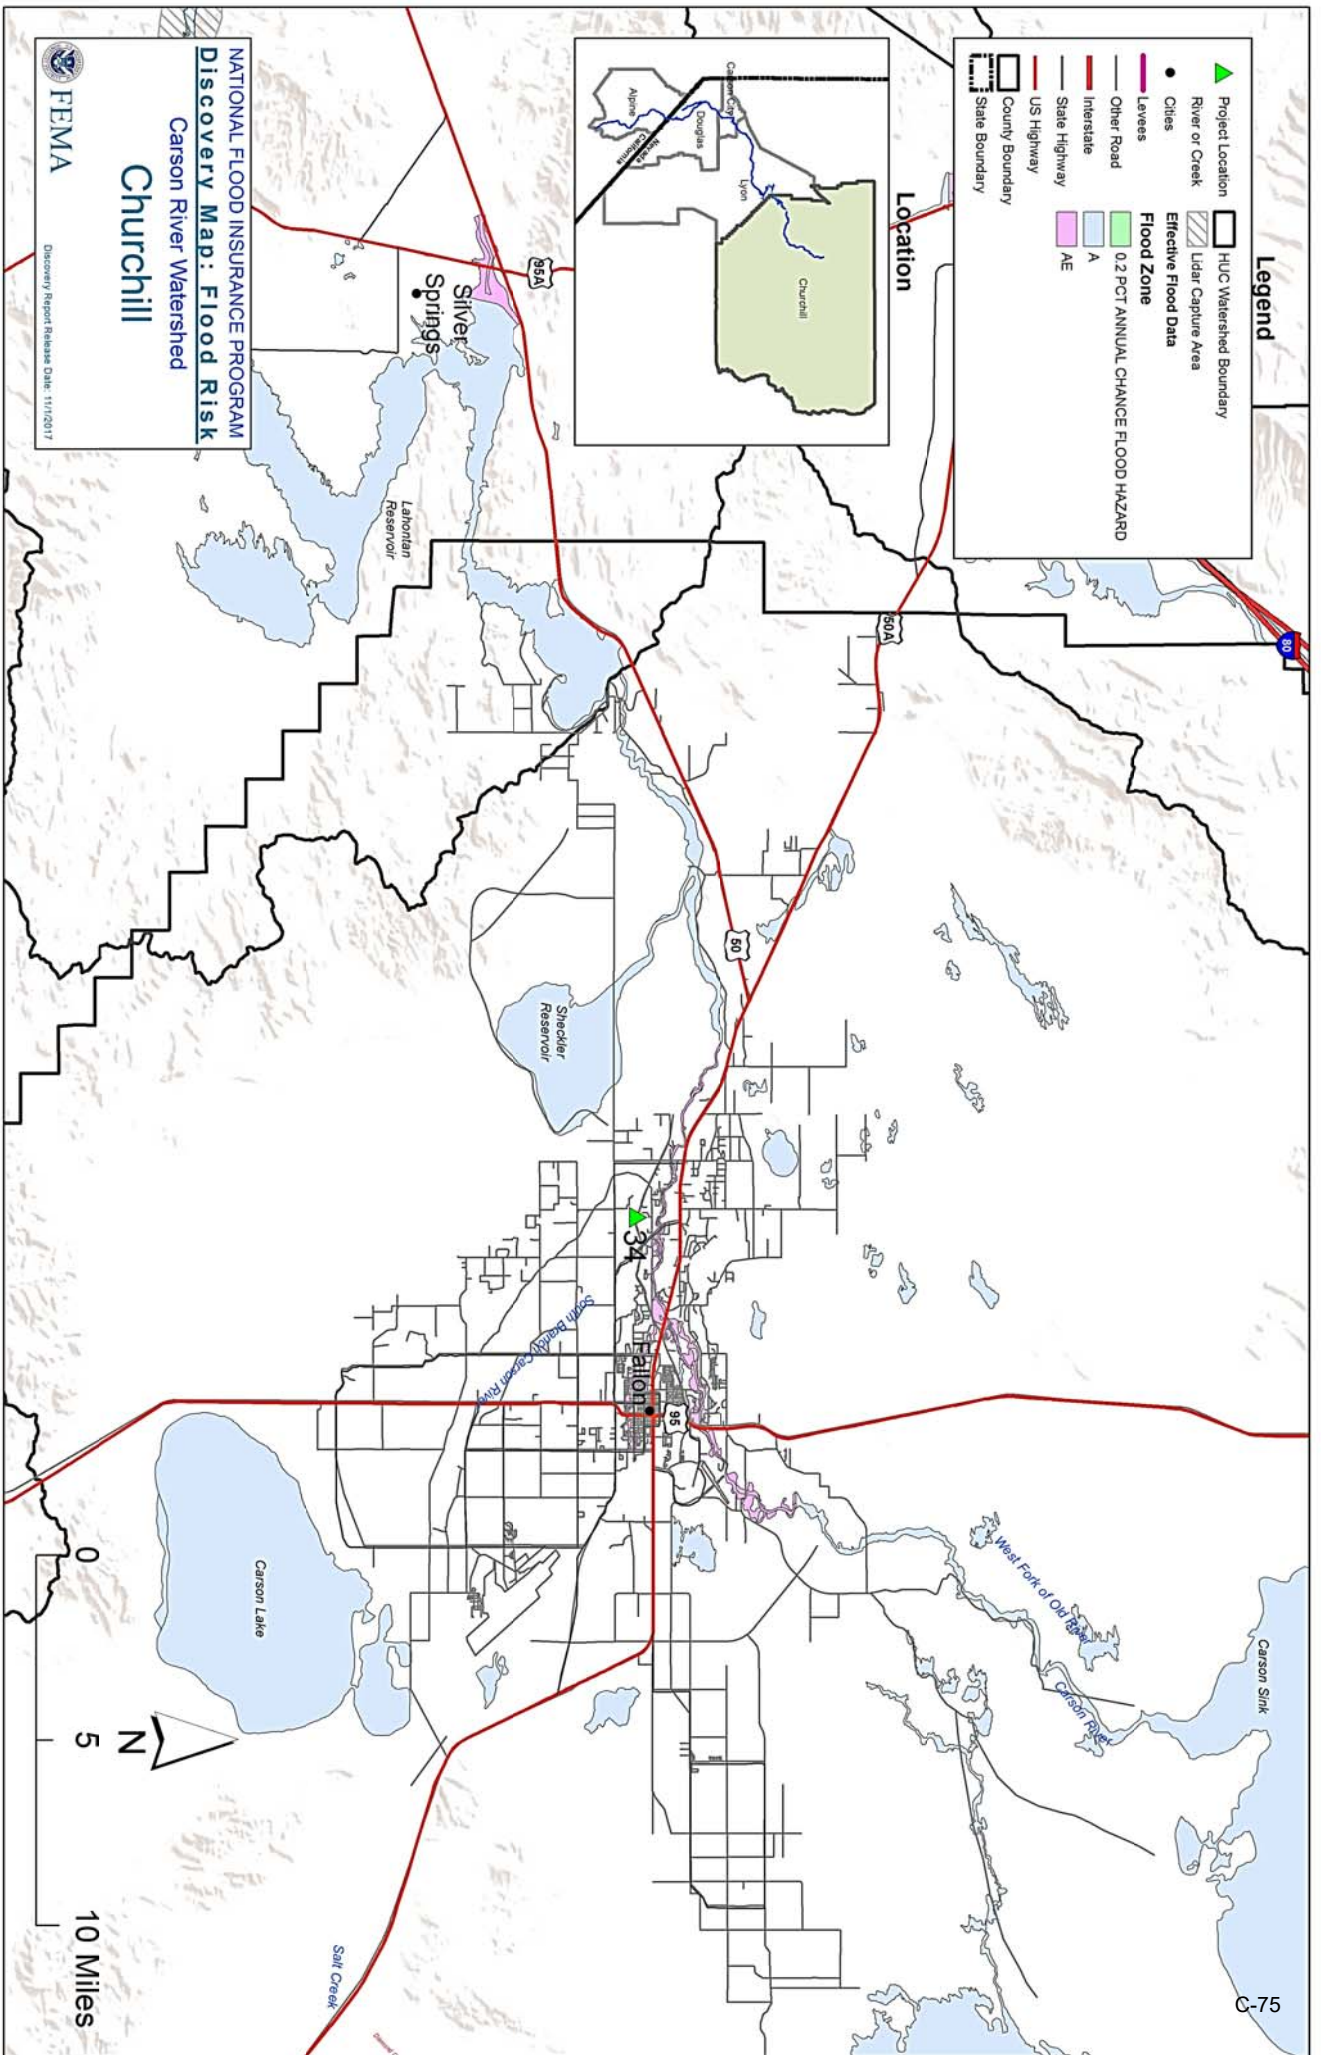 Legend
Project Location
River or Creek
Cities
Levees
Other Road
Interstate
State Highway
US Highway
County Boundary
State Boundary
HUC Watershed Boundary
Lidar Capture Area
Effective Flood Data
Flood Zone
0.2 PCT ANNUAL CHANCE FLOOD HAZARD
A
AE
Location
Carson City
Douglas
Alpine
Nevada
California
Lyon
Churchill
NATIONAL FLOOD INSURANCE PROGRAM
Discovery Map: Flood Risk
Carson River Watershed
Churchill
FEMA
Discovery Report Release Date: 11/1/2017
80
50A
95A
50
95
Silver
Springs
Lahontan
Reservoir
Sheckler
Reservoir
34
Fallon
South Branch Carson River
West Fork of Old River
Carson River
Carson Sink
Carson Lake
Salt Creek
N
0
5
10 Miles
C-75